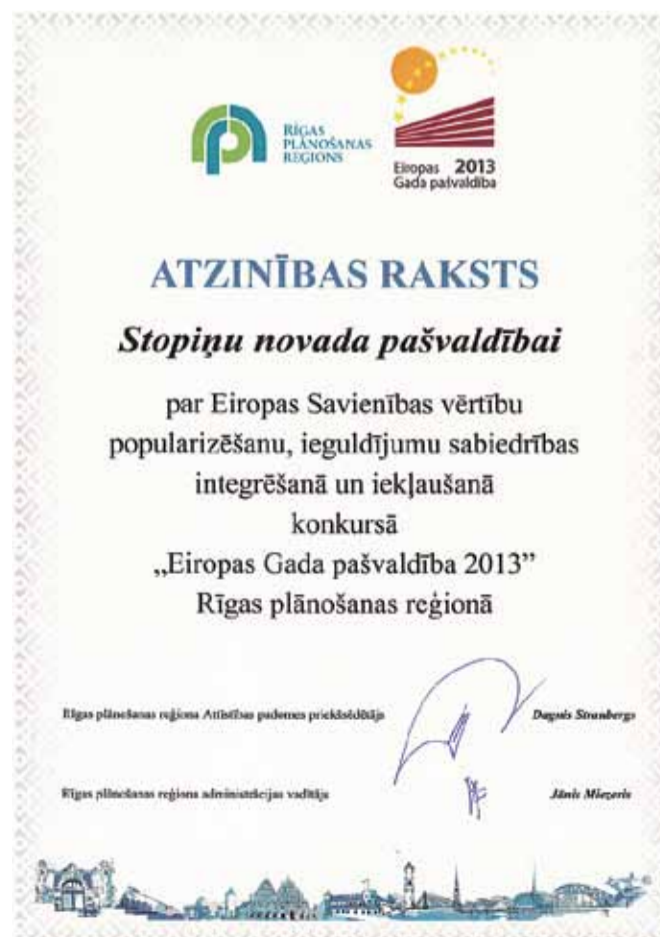 RĪGAS
PLĀNOŠANAS
REĢIONS
Eiropas 2013
Gada pašvaldība
ATZINĪBAS RAKSTS
Stopiņu novada pašvaldībai
par Eiropas Savienības vērtību
popularizēšanu, ieguldījumu sabiedrības
integrēšanā un iekļaušanā
konkursā
„Eiropas Gada pašvaldība 2013”
Rīgas plānošanas reģionā
Rīgas plānošanas reģiona Attīstības padomes priekšsēdētājs
Dagnis Straubergs
Rīgas plānošanas reģiona administrācijas vadītājs
Jānis Miezeris